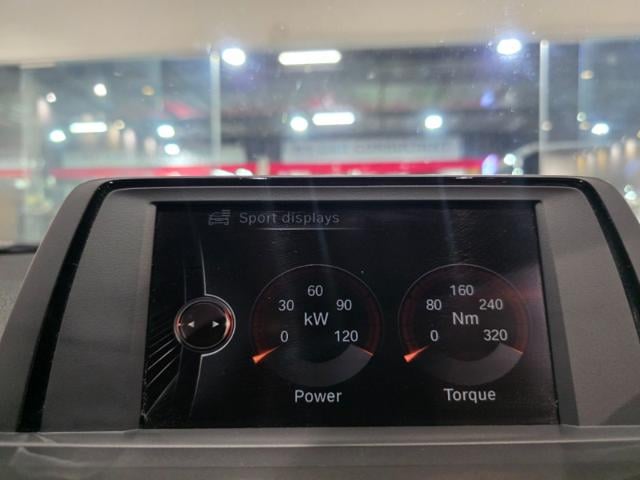 Sport displays
60
30 90
kW
0 120
Power
160
80 240
Nm
0 320
Torque